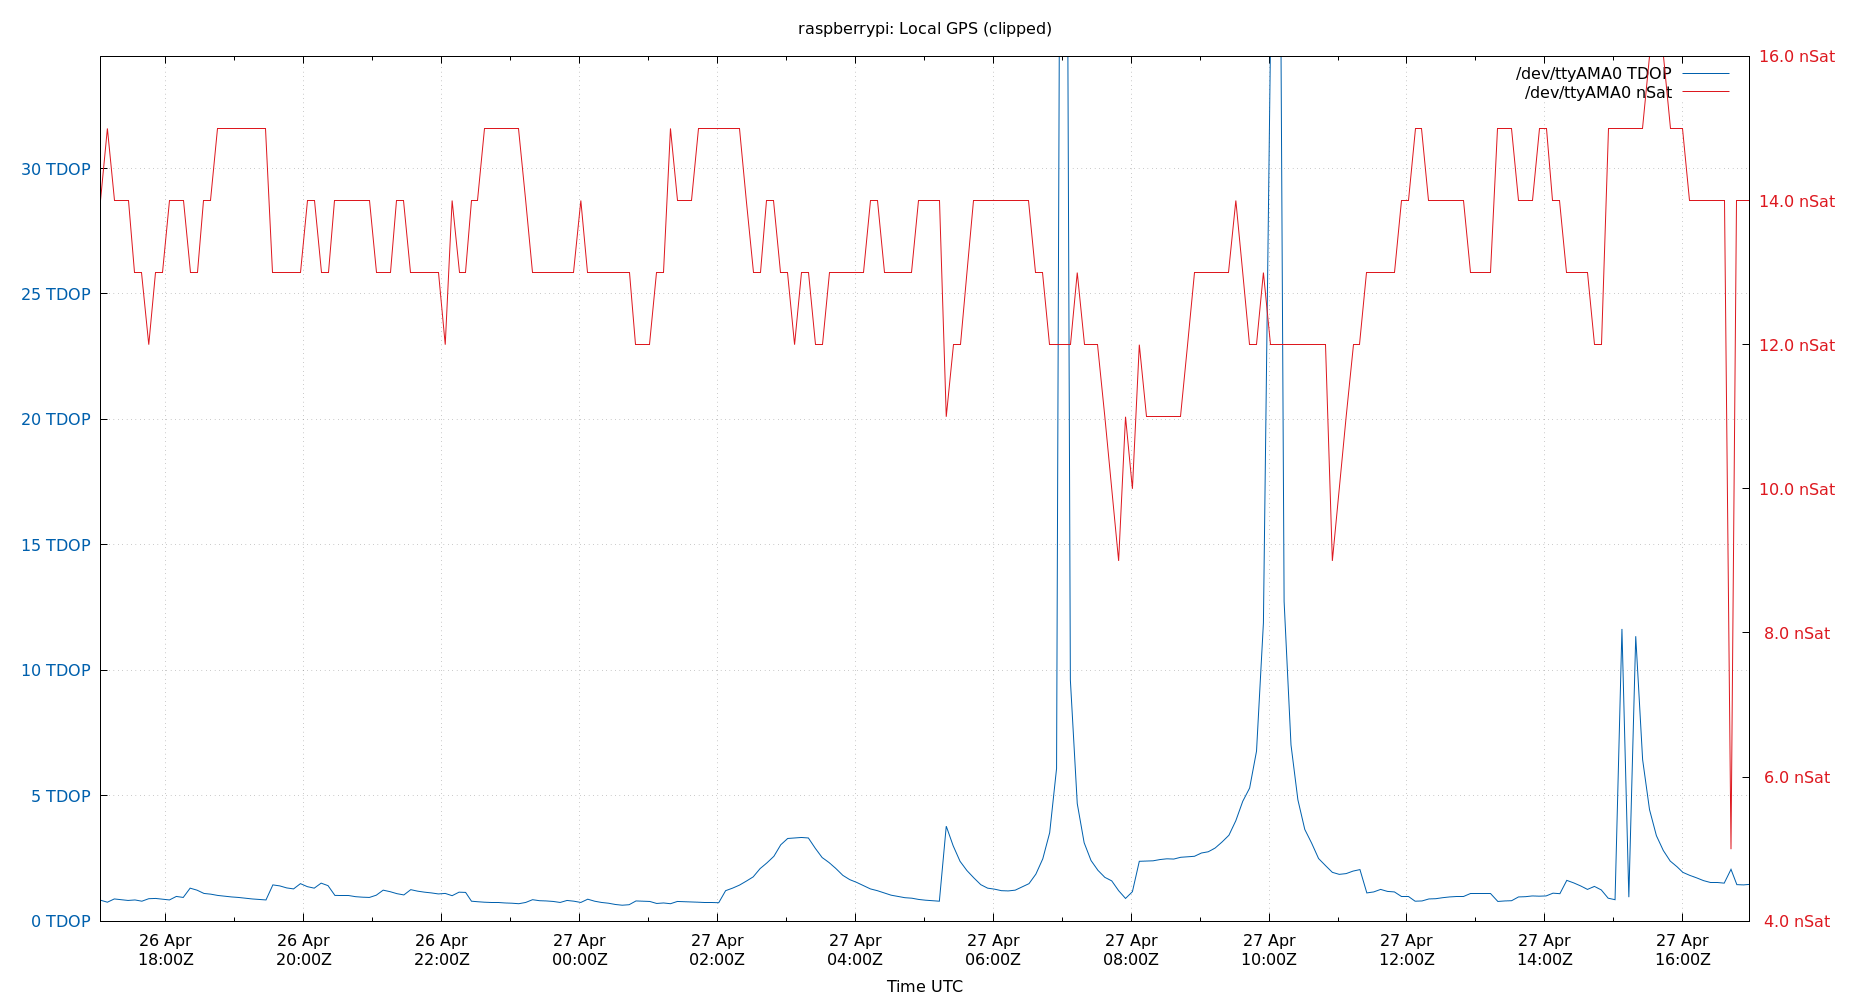 raspberrypi: Local GPS (clipped)
/dev/ttyAMA0 TDOP
/dev/ttyAMA0 nSat
30 TDOP
25 TDOP
20 TDOP
15 TDOP
10 TDOP
5 TDOP
0 TDOP
16.0 nSat
14.0 nSat
12.0 nSat
10.0 nSat
8.0 nSat
6.0 nSat
4.0 nSat
26 Apr 26 Apr 26 Apr 27 Apr 27 Apr 27 Apr 27 Apr 27 Apr 27 Apr 27 Apr 27 Apr 27 Apr
18:00Z 20:00Z 22:00Z 00:00Z 02:00Z 04:00Z 06:00Z 08:00Z 10:00Z 12:00Z 14:00Z 16:00Z
Time UTC